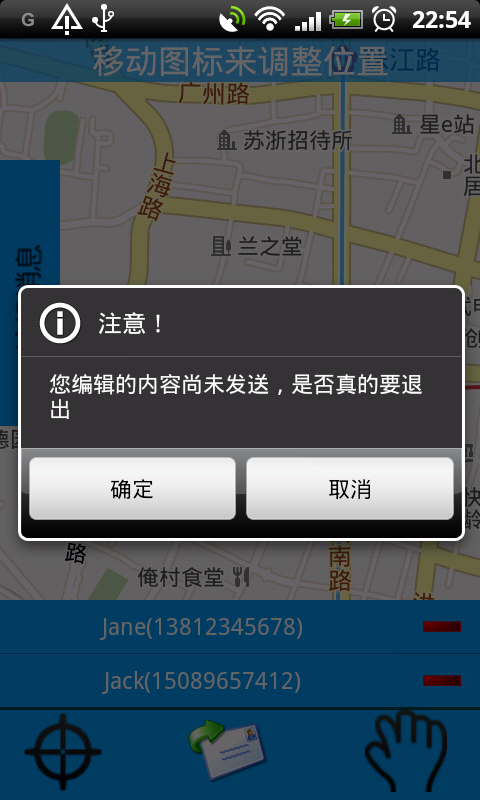 G
22:54
移动图标来调整位置
珠江路
广州路
星e站
苏浙招待所
上海路
兰之堂
消息
注意！
您编辑的内容尚未发送，是否真的要退
出
确定
取消
路
俺村食堂
南路
Jane(13812345678)
Jack(15089657412)